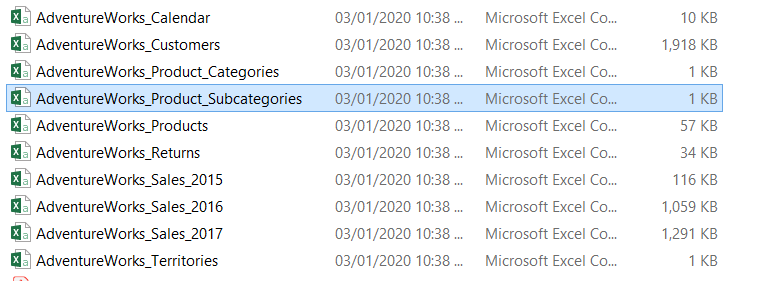 AdventureWorks_Calendar 03/01/2020 10:38 ... Microsoft Excel Co... 10 KB
AdventureWorks_Customers 03/01/2020 10:38 ... Microsoft Excel Co... 1,918 KB
AdventureWorks_Product_Categories 03/01/2020 10:38 ... Microsoft Excel Co... 1 KB
AdventureWorks_Product_Subcategories 03/01/2020 10:38 ... Microsoft Excel Co... 1 KB
AdventureWorks_Products 03/01/2020 10:38 ... Microsoft Excel Co... 57 KB
AdventureWorks_Returns 03/01/2020 10:38 ... Microsoft Excel Co... 34 KB
AdventureWorks_Sales_2015 03/01/2020 10:38 ... Microsoft Excel Co... 116 KB
AdventureWorks_Sales_2016 03/01/2020 10:38 ... Microsoft Excel Co... 1,059 KB
AdventureWorks_Sales_2017 03/01/2020 10:38 ... Microsoft Excel Co... 1,291 KB
AdventureWorks_Territories 03/01/2020 10:38 ... Microsoft Excel Co... 1 KB